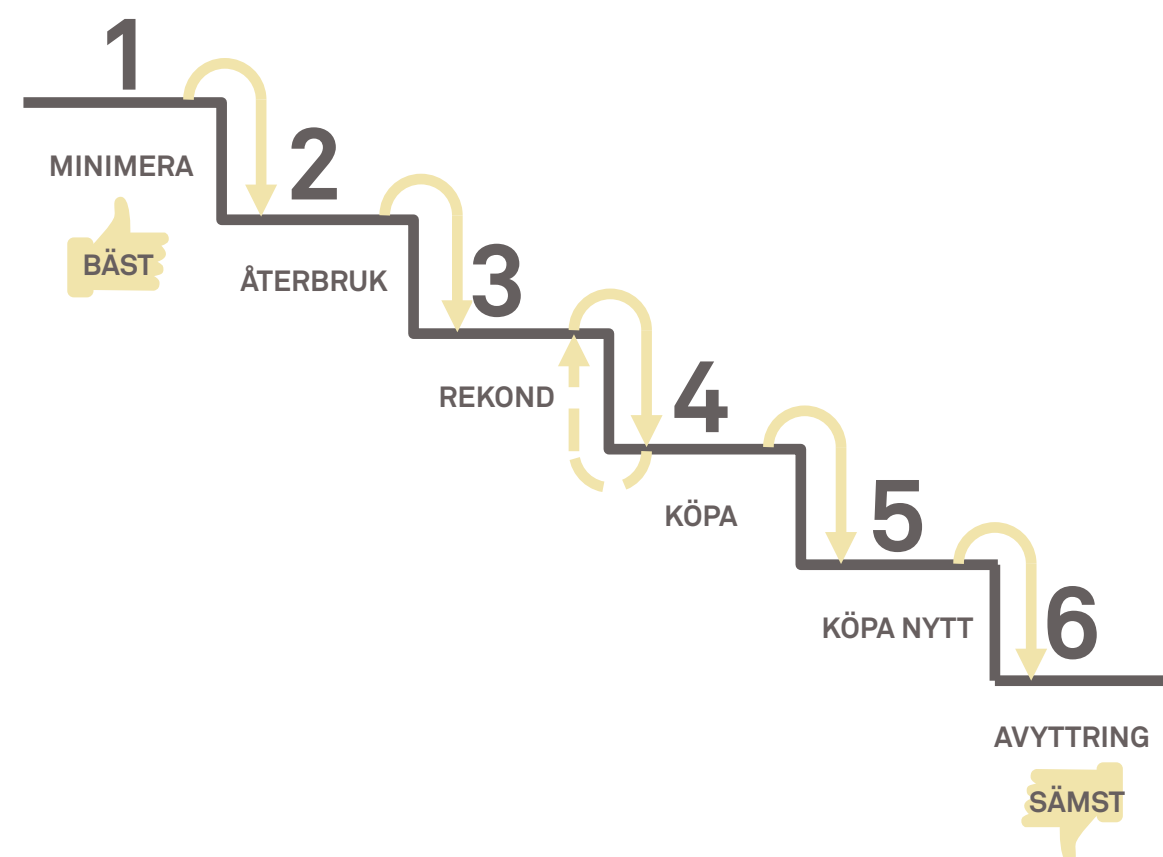 1
MINIMERA
BÄST
2
ÅTERBRUK
3
REKOND
4
KÖPA
5
KÖPA NYTT
6
AVYTTRING
SÄMST